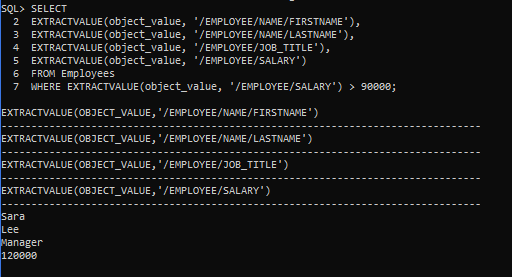 SQL> SELECT
2 EXTRACTVALUE(object_value, '/EMPLOYEE/NAME/FIRSTNAME'),
3 EXTRACTVALUE(object_value, '/EMPLOYEE/NAME/LASTNAME'),
4 EXTRACTVALUE(object_value, '/EMPLOYEE/JOB_TITLE'),
5 EXTRACTVALUE(object_value, '/EMPLOYEE/SALARY')
6 FROM Employees
7 WHERE EXTRACTVALUE(object_value, '/EMPLOYEE/SALARY') > 90000;
EXTRACTVALUE(OBJECT_VALUE,'/EMPLOYEE/NAME/FIRSTNAME')
--------------------------------------------------------------------------------
EXTRACTVALUE(OBJECT_VALUE,'/EMPLOYEE/NAME/LASTNAME')
--------------------------------------------------------------------------------
EXTRACTVALUE(OBJECT_VALUE,'/EMPLOYEE/JOB_TITLE')
--------------------------------------------------------------------------------
EXTRACTVALUE(OBJECT_VALUE,'/EMPLOYEE/SALARY')
--------------------------------------------------------------------------------
Sara
Lee
Manager
120000